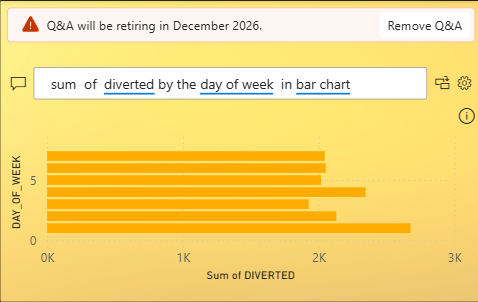 Q&A will be retiring in December 2026. Remove Q&A
sum of diverted by the day of week in bar chart
DAY_OF_WEEK
5
0
0K 1K 2K 3K
Sum of DIVERTED